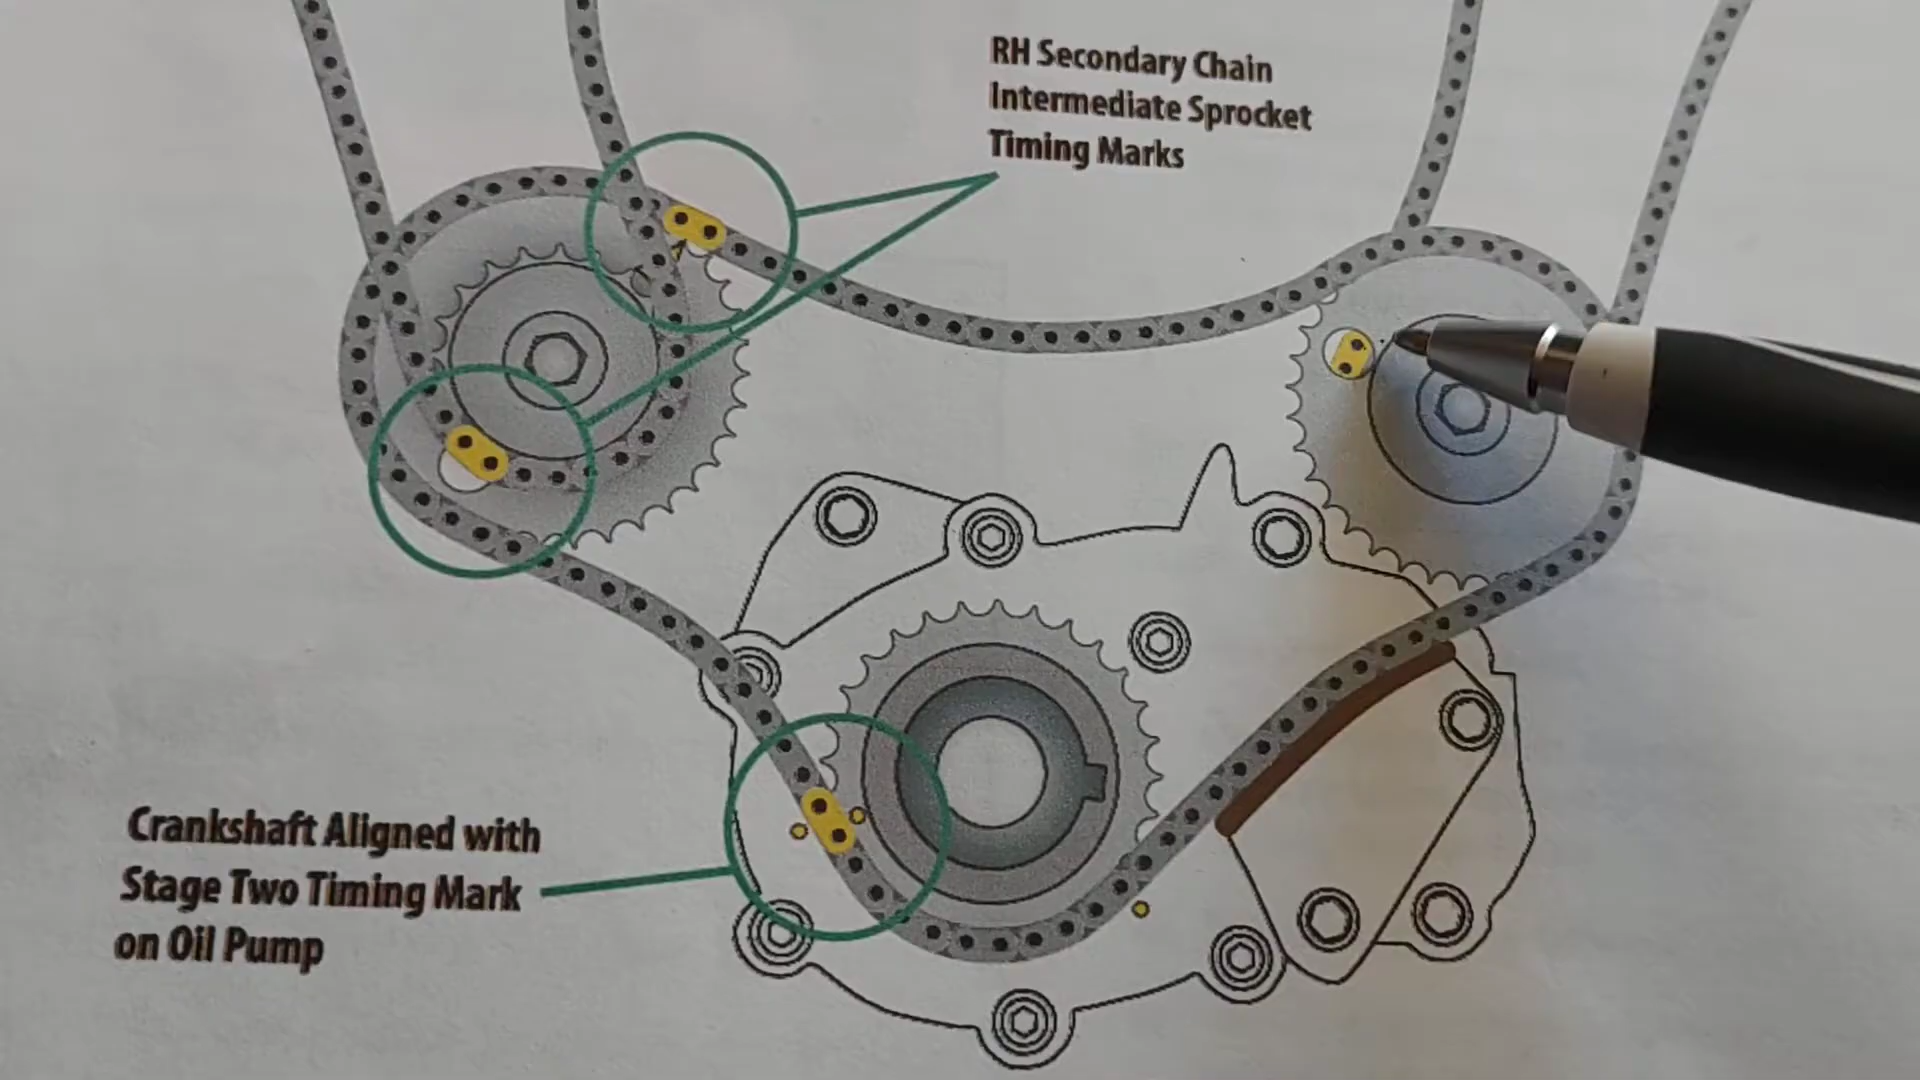 RH Secondary Chain
Intermediate Sprocket
Timing Marks
Crankshaft Aligned with
Stage Two Timing Mark
on Oil Pump